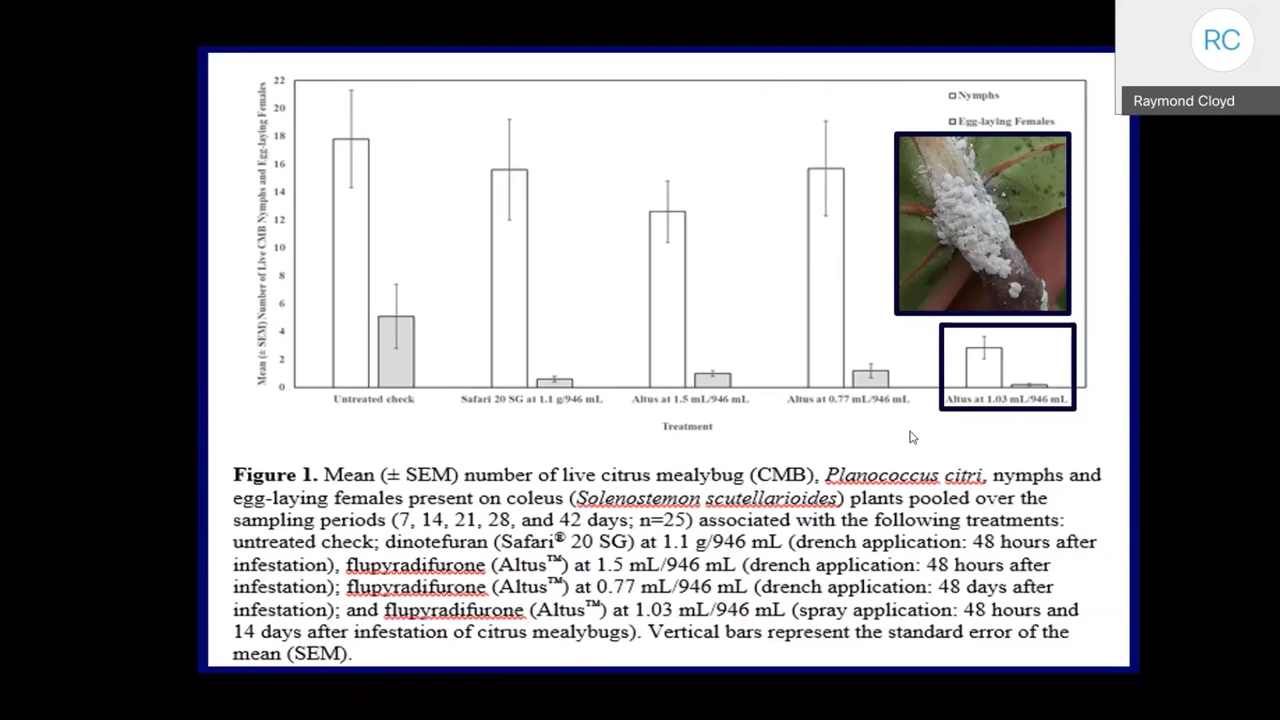 RC
Raymond Cloyd
Mean (± SEM) Number of Live CMB Nymphs and Egg-laying Females
22
20
18
16
14
12
10
8
6
4
2
0
Nymphs
Egg-laying Females
Untreated check
Safari 20 SG at 1.1 g/946 mL
Altus at 1.5 mL/946 mL
Altus at 0.77 mL/946 mL
Altus at 1.03 mL/946 mL
Treatment
Figure 1. Mean (± SEM) number of live citrus mealybug (CMB), Planococcus citri, nymphs and
egg-laying females present on coleus (Solenostemon scutellarioides) plants pooled over the
sampling periods (7, 14, 21, 28, and 42 days; n=25) associated with the following treatments:
untreated check; dinotefuran (Safari® 20 SG) at 1.1 g/946 mL (drench application: 48 hours after
infestation), flupyradifurone (Altus™) at 1.5 mL/946 mL (drench application: 48 hours after
infestation); flupyradifurone (Altus™) at 0.77 mL/946 mL (drench application: 48 days after
infestation); and flupyradifurone (Altus™) at 1.03 mL/946 mL (spray application: 48 hours and
14 days after infestation of citrus mealybugs). Vertical bars represent the standard error of the
mean (SEM).